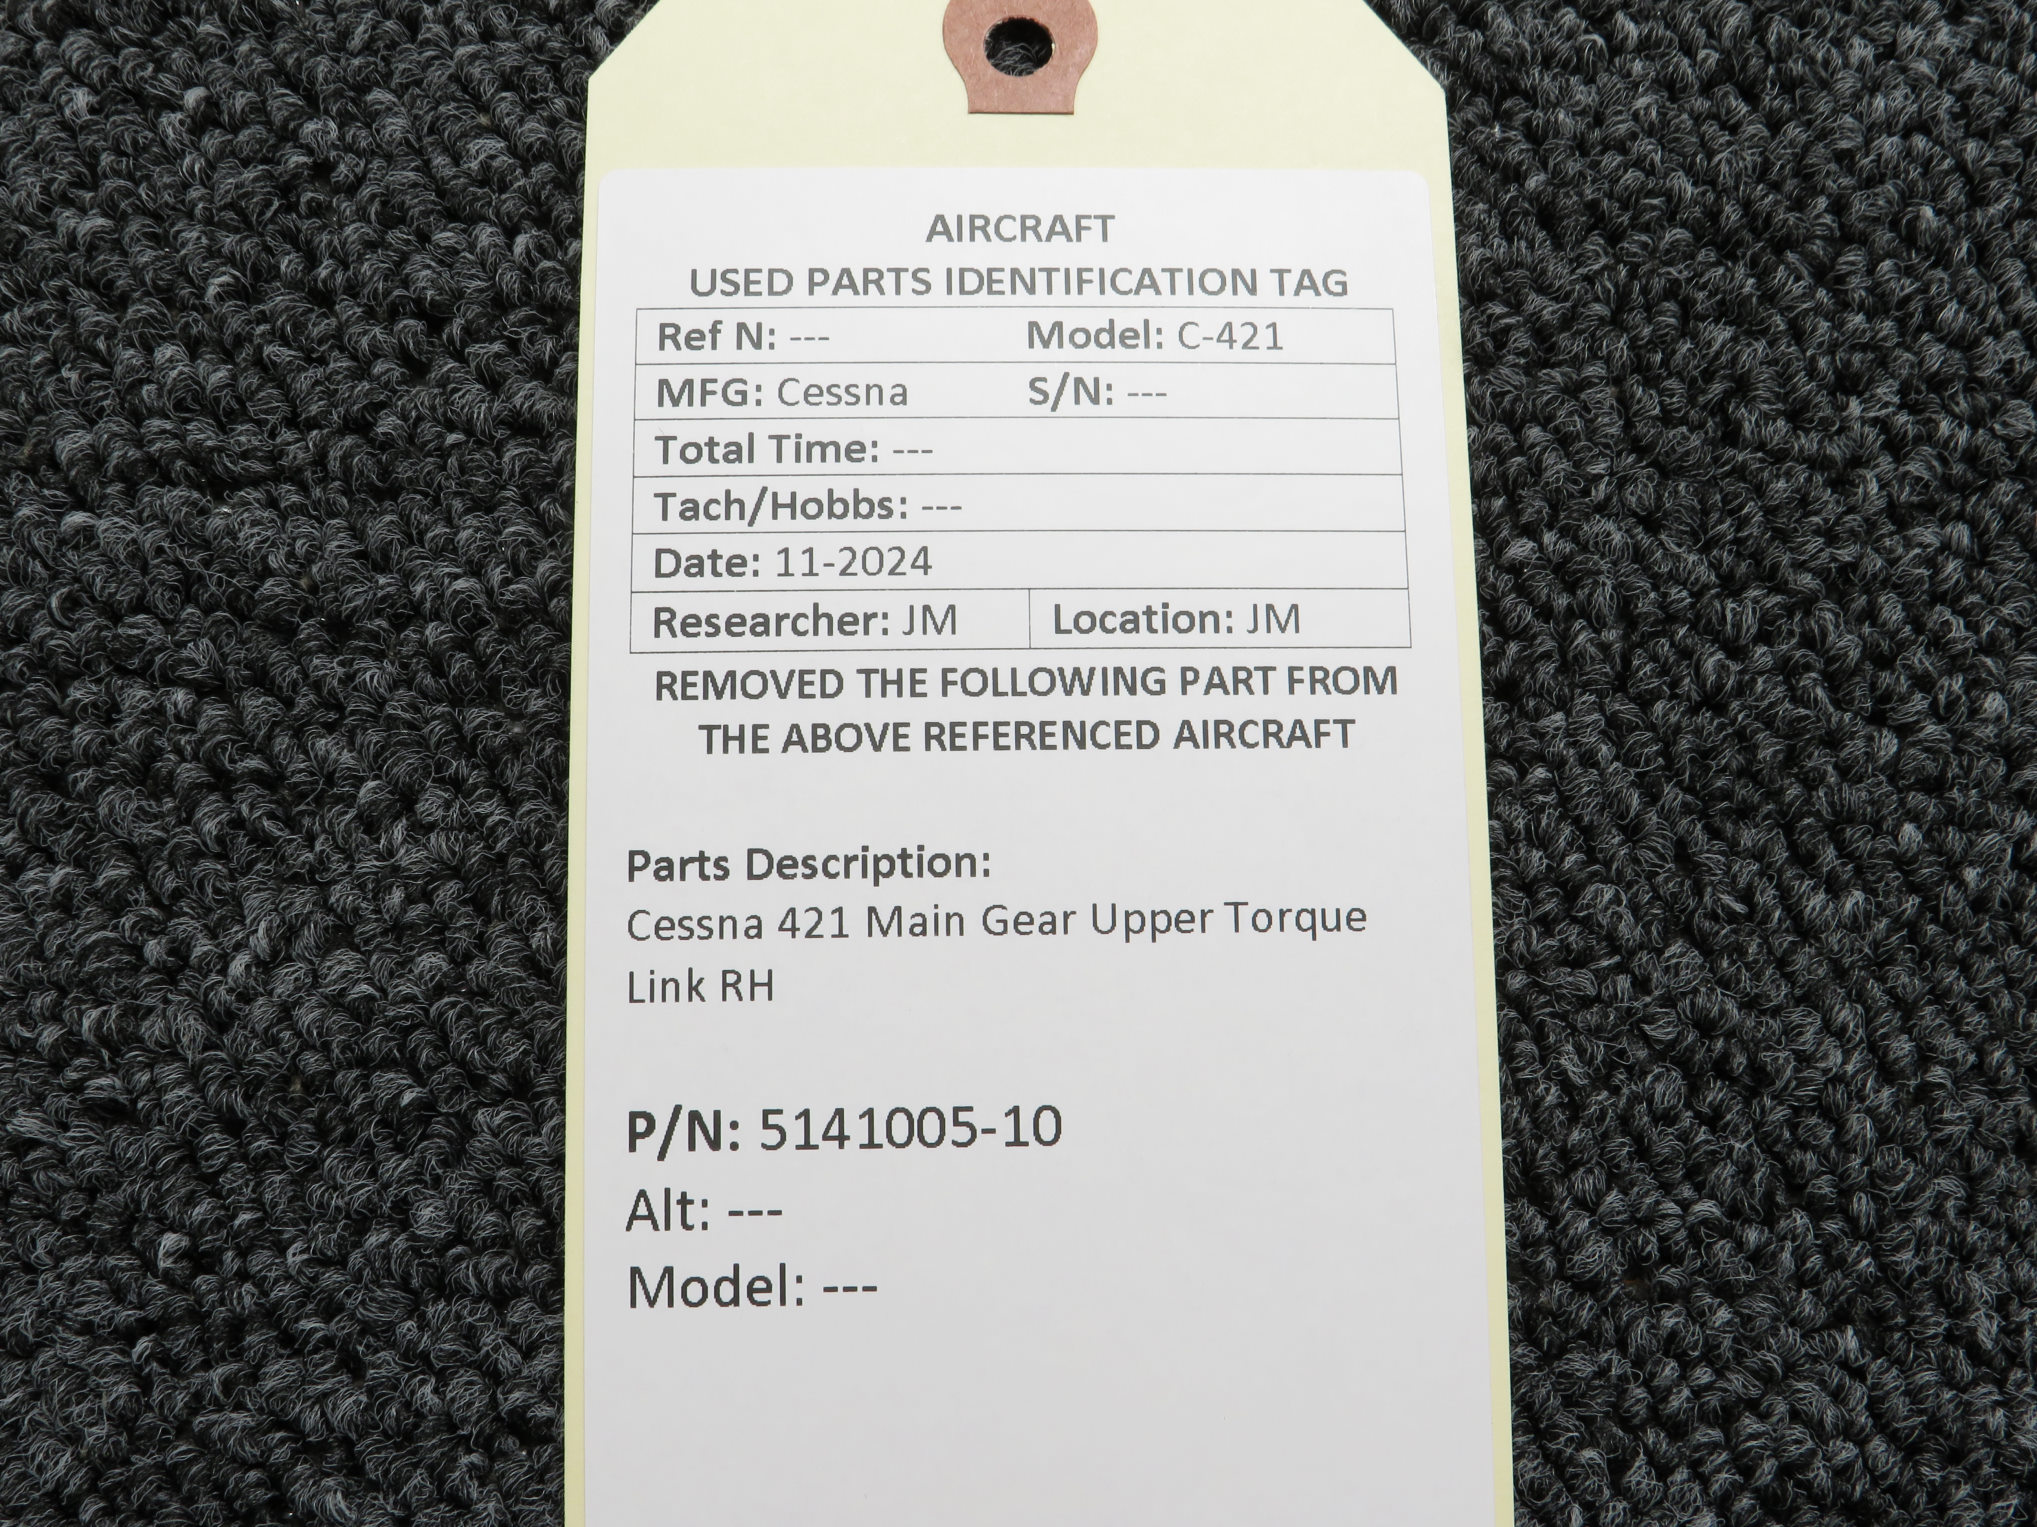 AIRCRAFT
USED PARTS IDENTIFICATION TAG
Ref N: --- Model: C-421
MFG: Cessna S/N: ---
Total Time: ---
Tach/Hobbs: ---
Date: 11-2024
Researcher: JM Location: JM
REMOVED THE FOLLOWING PART FROM
THE ABOVE REFERENCED AIRCRAFT
Parts Description:
Cessna 421 Main Gear Upper Torque
Link RH
P/N: 5141005-10
Alt: ---
Model: ---